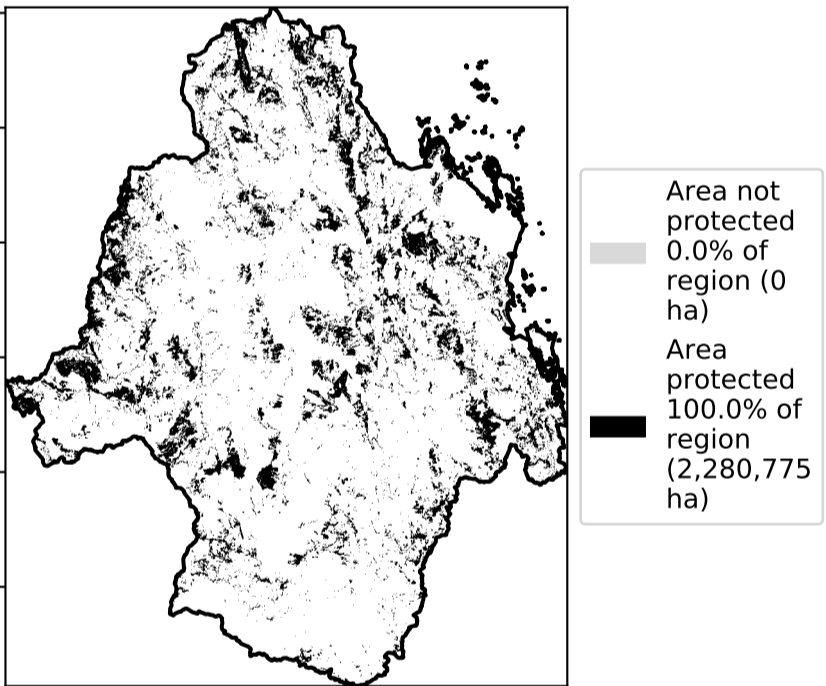 Area not
protected
0.0% of
region (0
ha)
Area
protected
100.0% of
region
(2,280,775
ha)